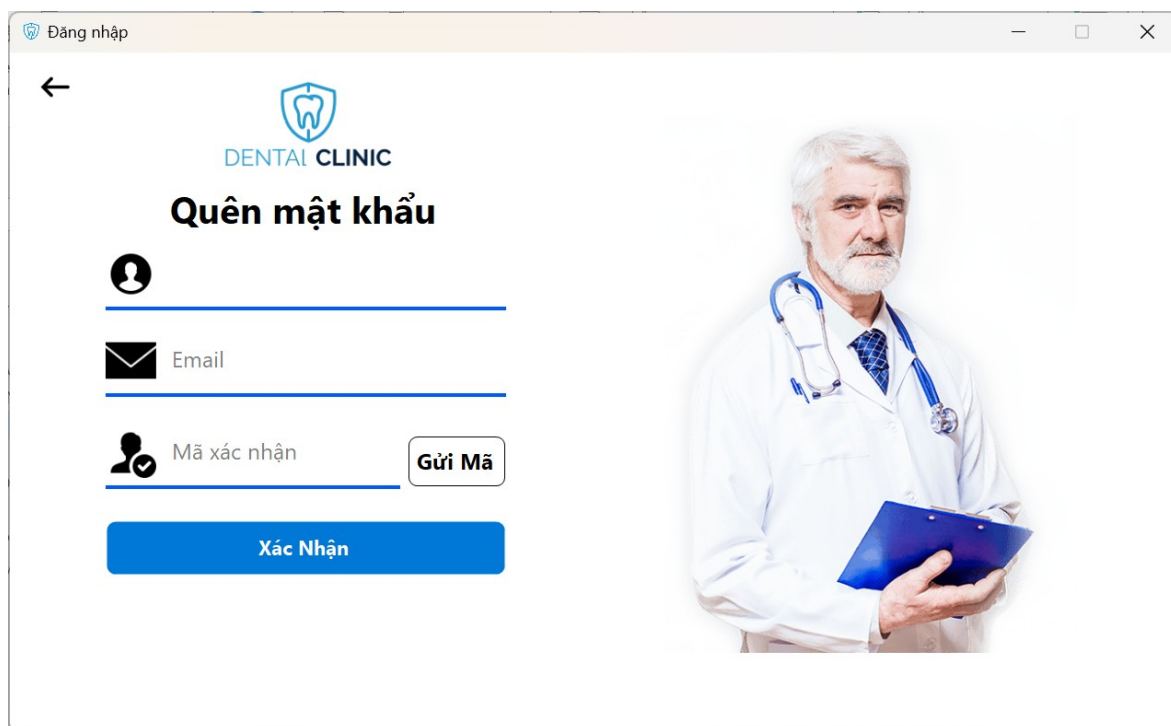 Đăng nhập
DENTAL CLINIC
Quên mật khẩu
Email
Mã xác nhận
Gửi Mã
Xác Nhận